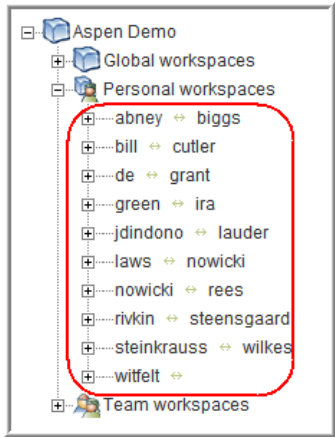 Aspen Demo
Global workspaces
Personal workspaces
abney ↔ biggs
bill ↔ cutler
de ↔ grant
green ↔ ira
jdindono ↔ lauder
laws ↔ nowicki
nowicki ↔ rees
rivkin ↔ steensgaard
steinkrauss ↔ wilkes
witfelt ↔
Team workspaces